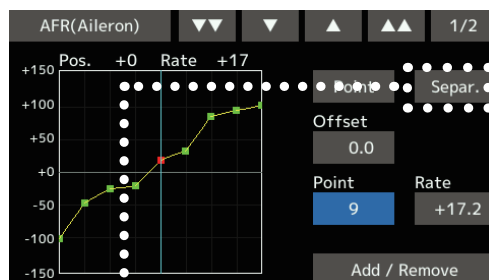 AFR(Aileron) ▼▼ ▼ ▲ ▲▲ 1/2
Pos. +0 Rate +17
+150
+100
+50
+0
-50
-100
-150
Point Separ.
Offset
0.0
Point Rate
9 +17.2
Add / Remove